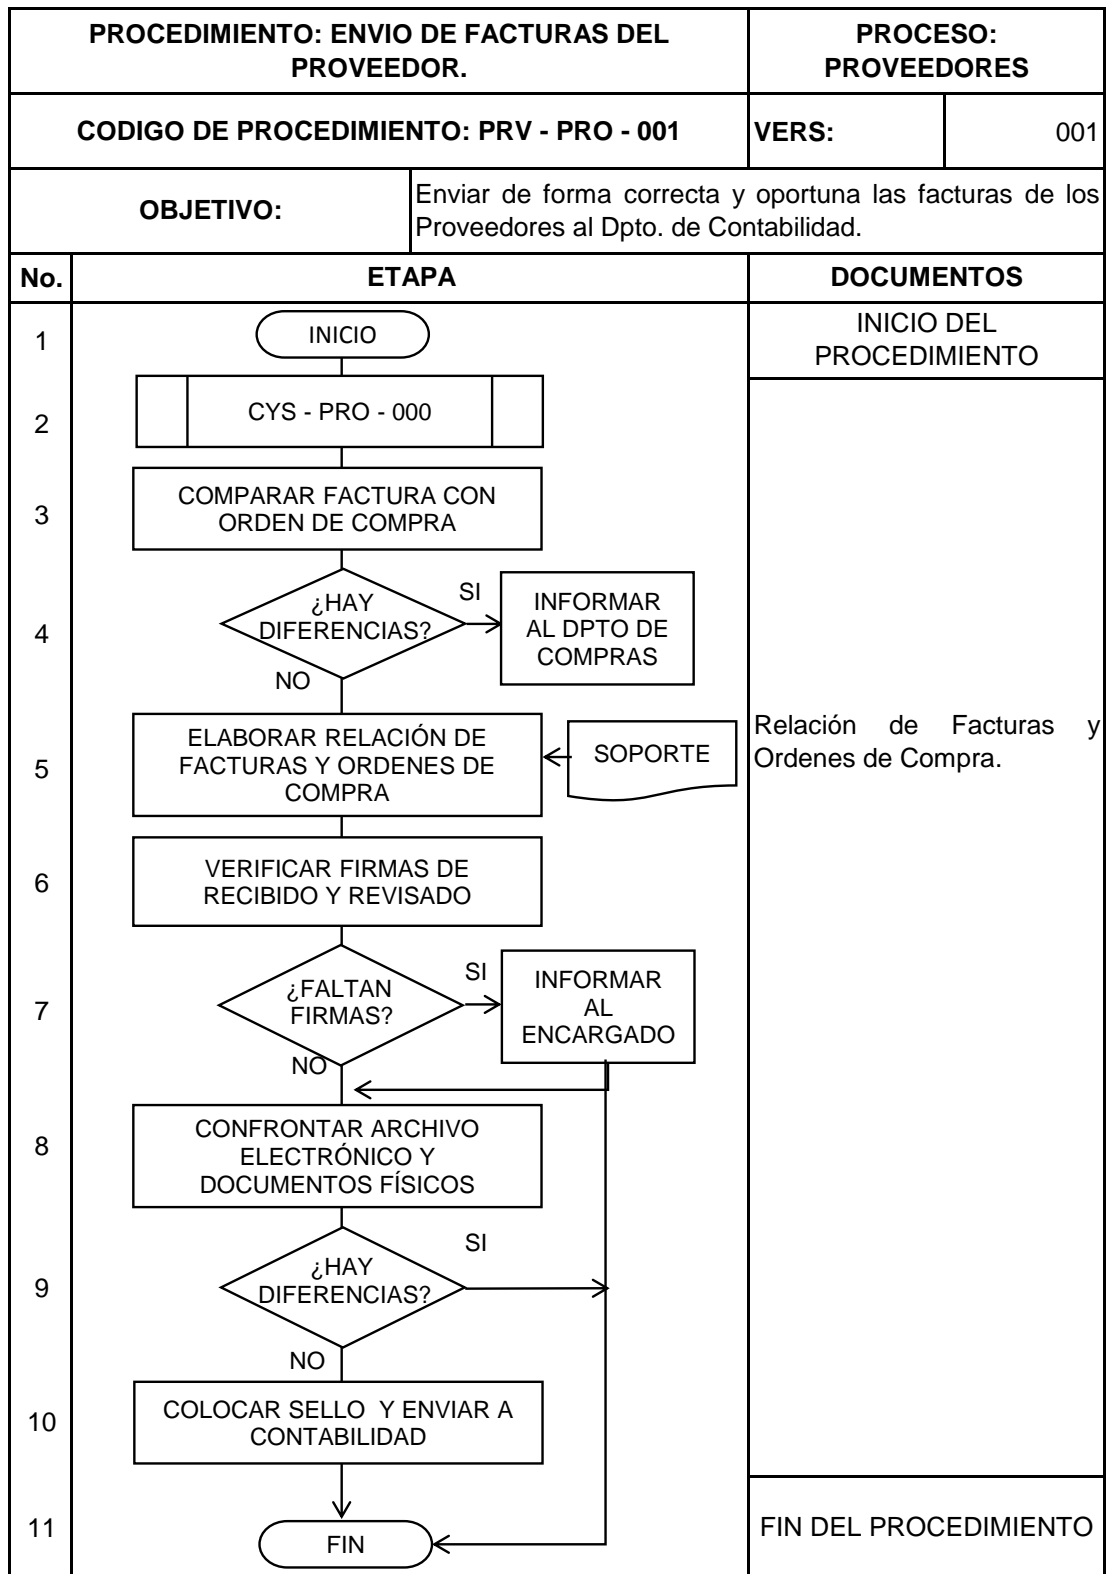 PROCEDIMIENTO: ENVIO DE FACTURAS DEL
PROVEEDOR.
PROCESO:
PROVEEDORES
CODIGO DE PROCEDIMIENTO: PRV - PRO - 001
VERS:
001
OBJETIVO:
Enviar de forma correcta y oportuna las facturas de los
Proveedores al Dpto. de Contabilidad.
No.
ETAPA
DOCUMENTOS
1
INICIO
INICIO DEL
PROCEDIMIENTO
2
CYS - PRO - 000
3
COMPARAR FACTURA CON
ORDEN DE COMPRA
4
¿HAY
DIFERENCIAS?
SI
INFORMAR
AL DPTO DE
COMPRAS
NO
5
ELABORAR RELACIÓN DE
FACTURAS Y ORDENES DE
COMPRA
SOPORTE
Relación de Facturas y
Ordenes de Compra.
6
VERIFICAR FIRMAS DE
RECIBIDO Y REVISADO
7
¿FALTAN
FIRMAS?
SI
INFORMAR
AL
ENCARGADO
NO
8
CONFRONTAR ARCHIVO
ELECTRÓNICO Y
DOCUMENTOS FÍSICOS
9
¿HAY
DIFERENCIAS?
SI
NO
10
COLOCAR SELLO  Y ENVIAR A
CONTABILIDAD
11
FIN
FIN DEL PROCEDIMIENTO